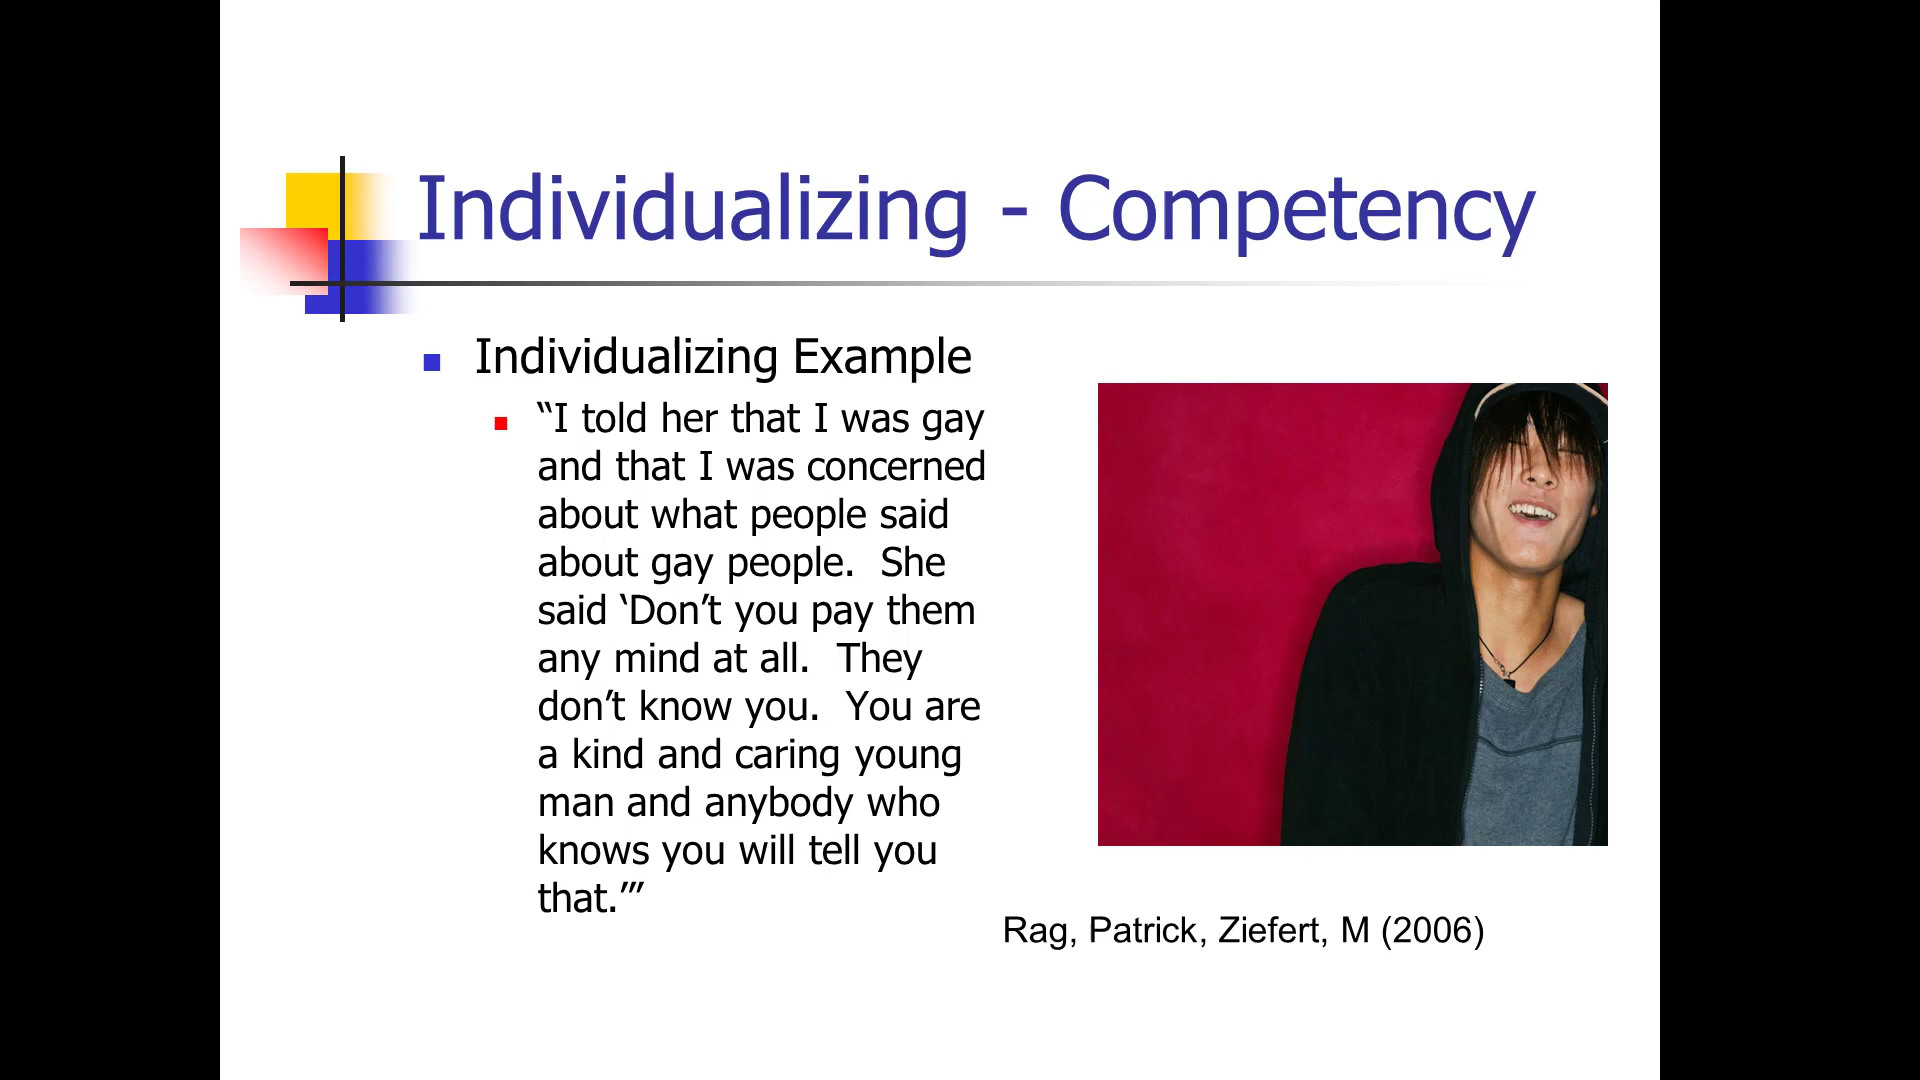 Individualizing - Competency
Individualizing Example
“I told her that I was gay
and that I was concerned
about what people said
about gay people.  She
said ‘Don’t you pay them
any mind at all.  They
don’t know you.  You are
a kind and caring young
man and anybody who
knows you will tell you
that.’”
Rag, Patrick, Ziefert, M (2006)